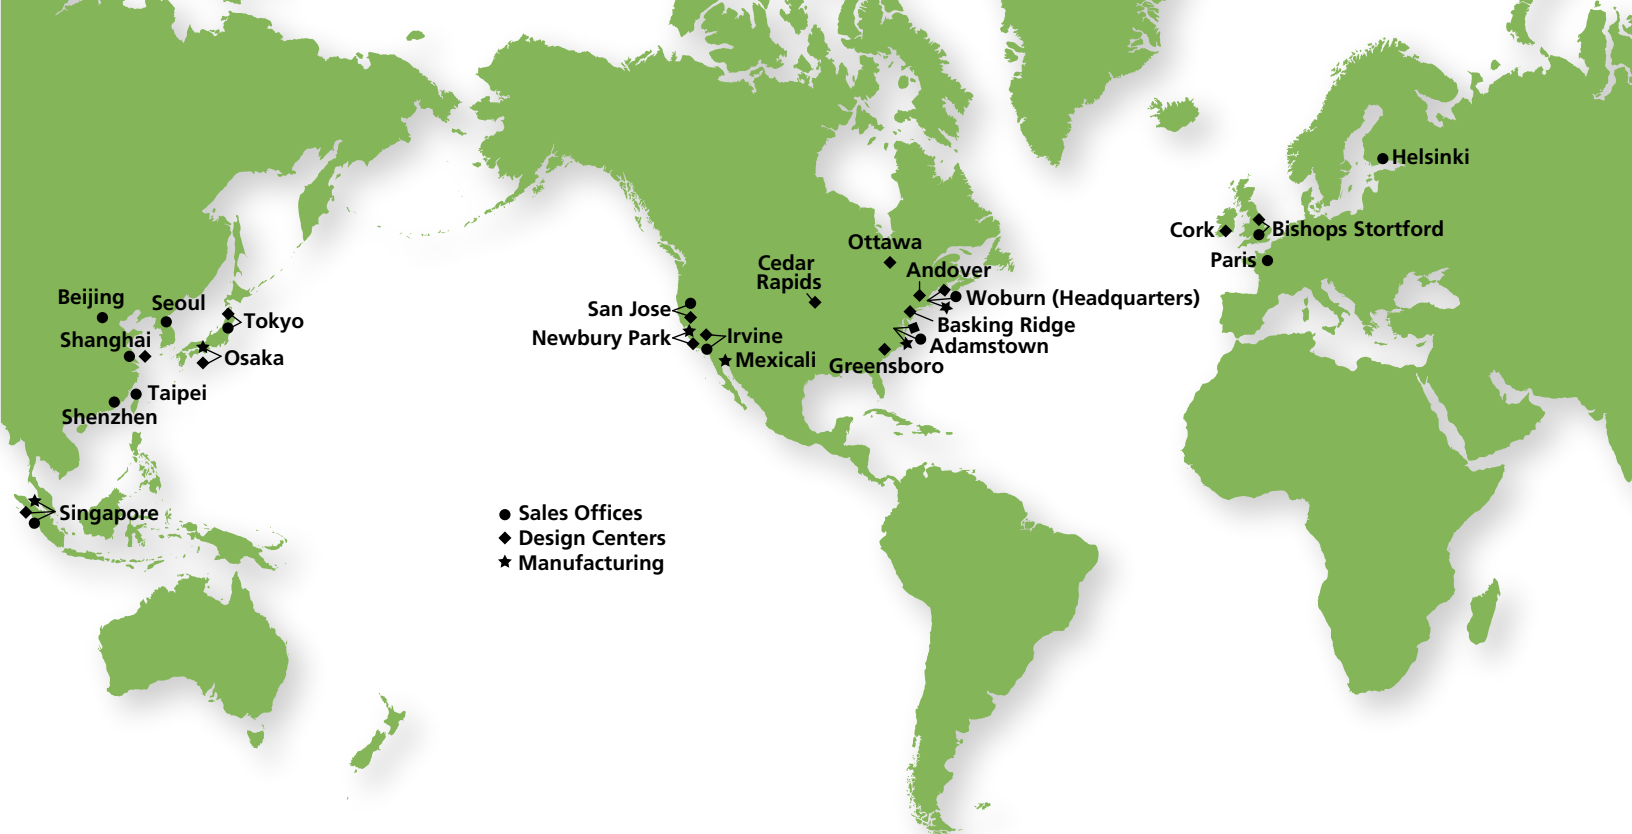 Helsinki
Cork
Bishops Stortford
Paris
Ottawa
Cedar
Rapids
Andover
Beijing
Seoul
Woburn (Headquarters)
San Jose
Tokyo
Basking Ridge
Shanghai
Newbury Park
Irvine
Adamstown
Osaka
Mexicali
Greensboro
Taipei
Shenzhen
Singapore
Sales Offices
Design Centers
Manufacturing